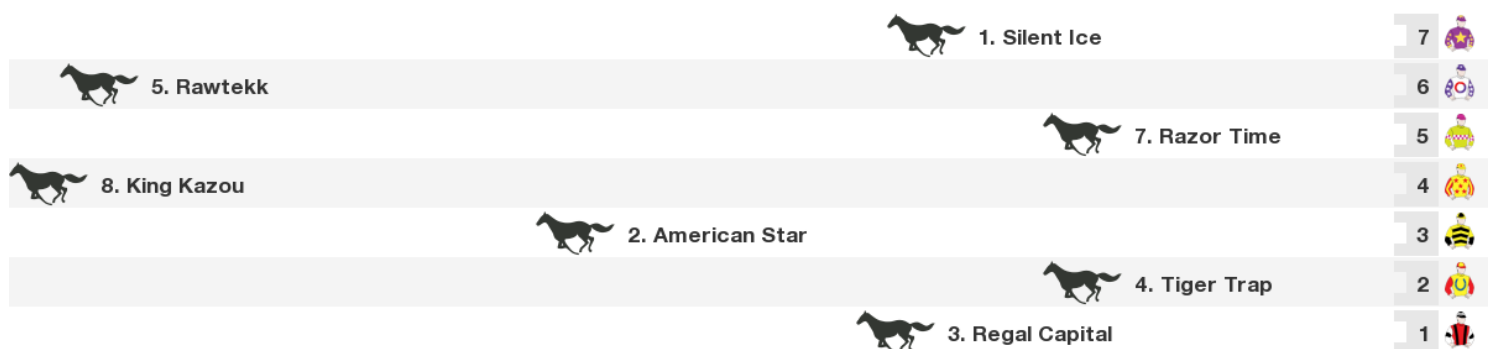 1. Silent Ice 7
5. Rawtekk 6
7. Razor Time 5
8. King Kazou 4
2. American Star 3
4. Tiger Trap 2
3. Regal Capital 1